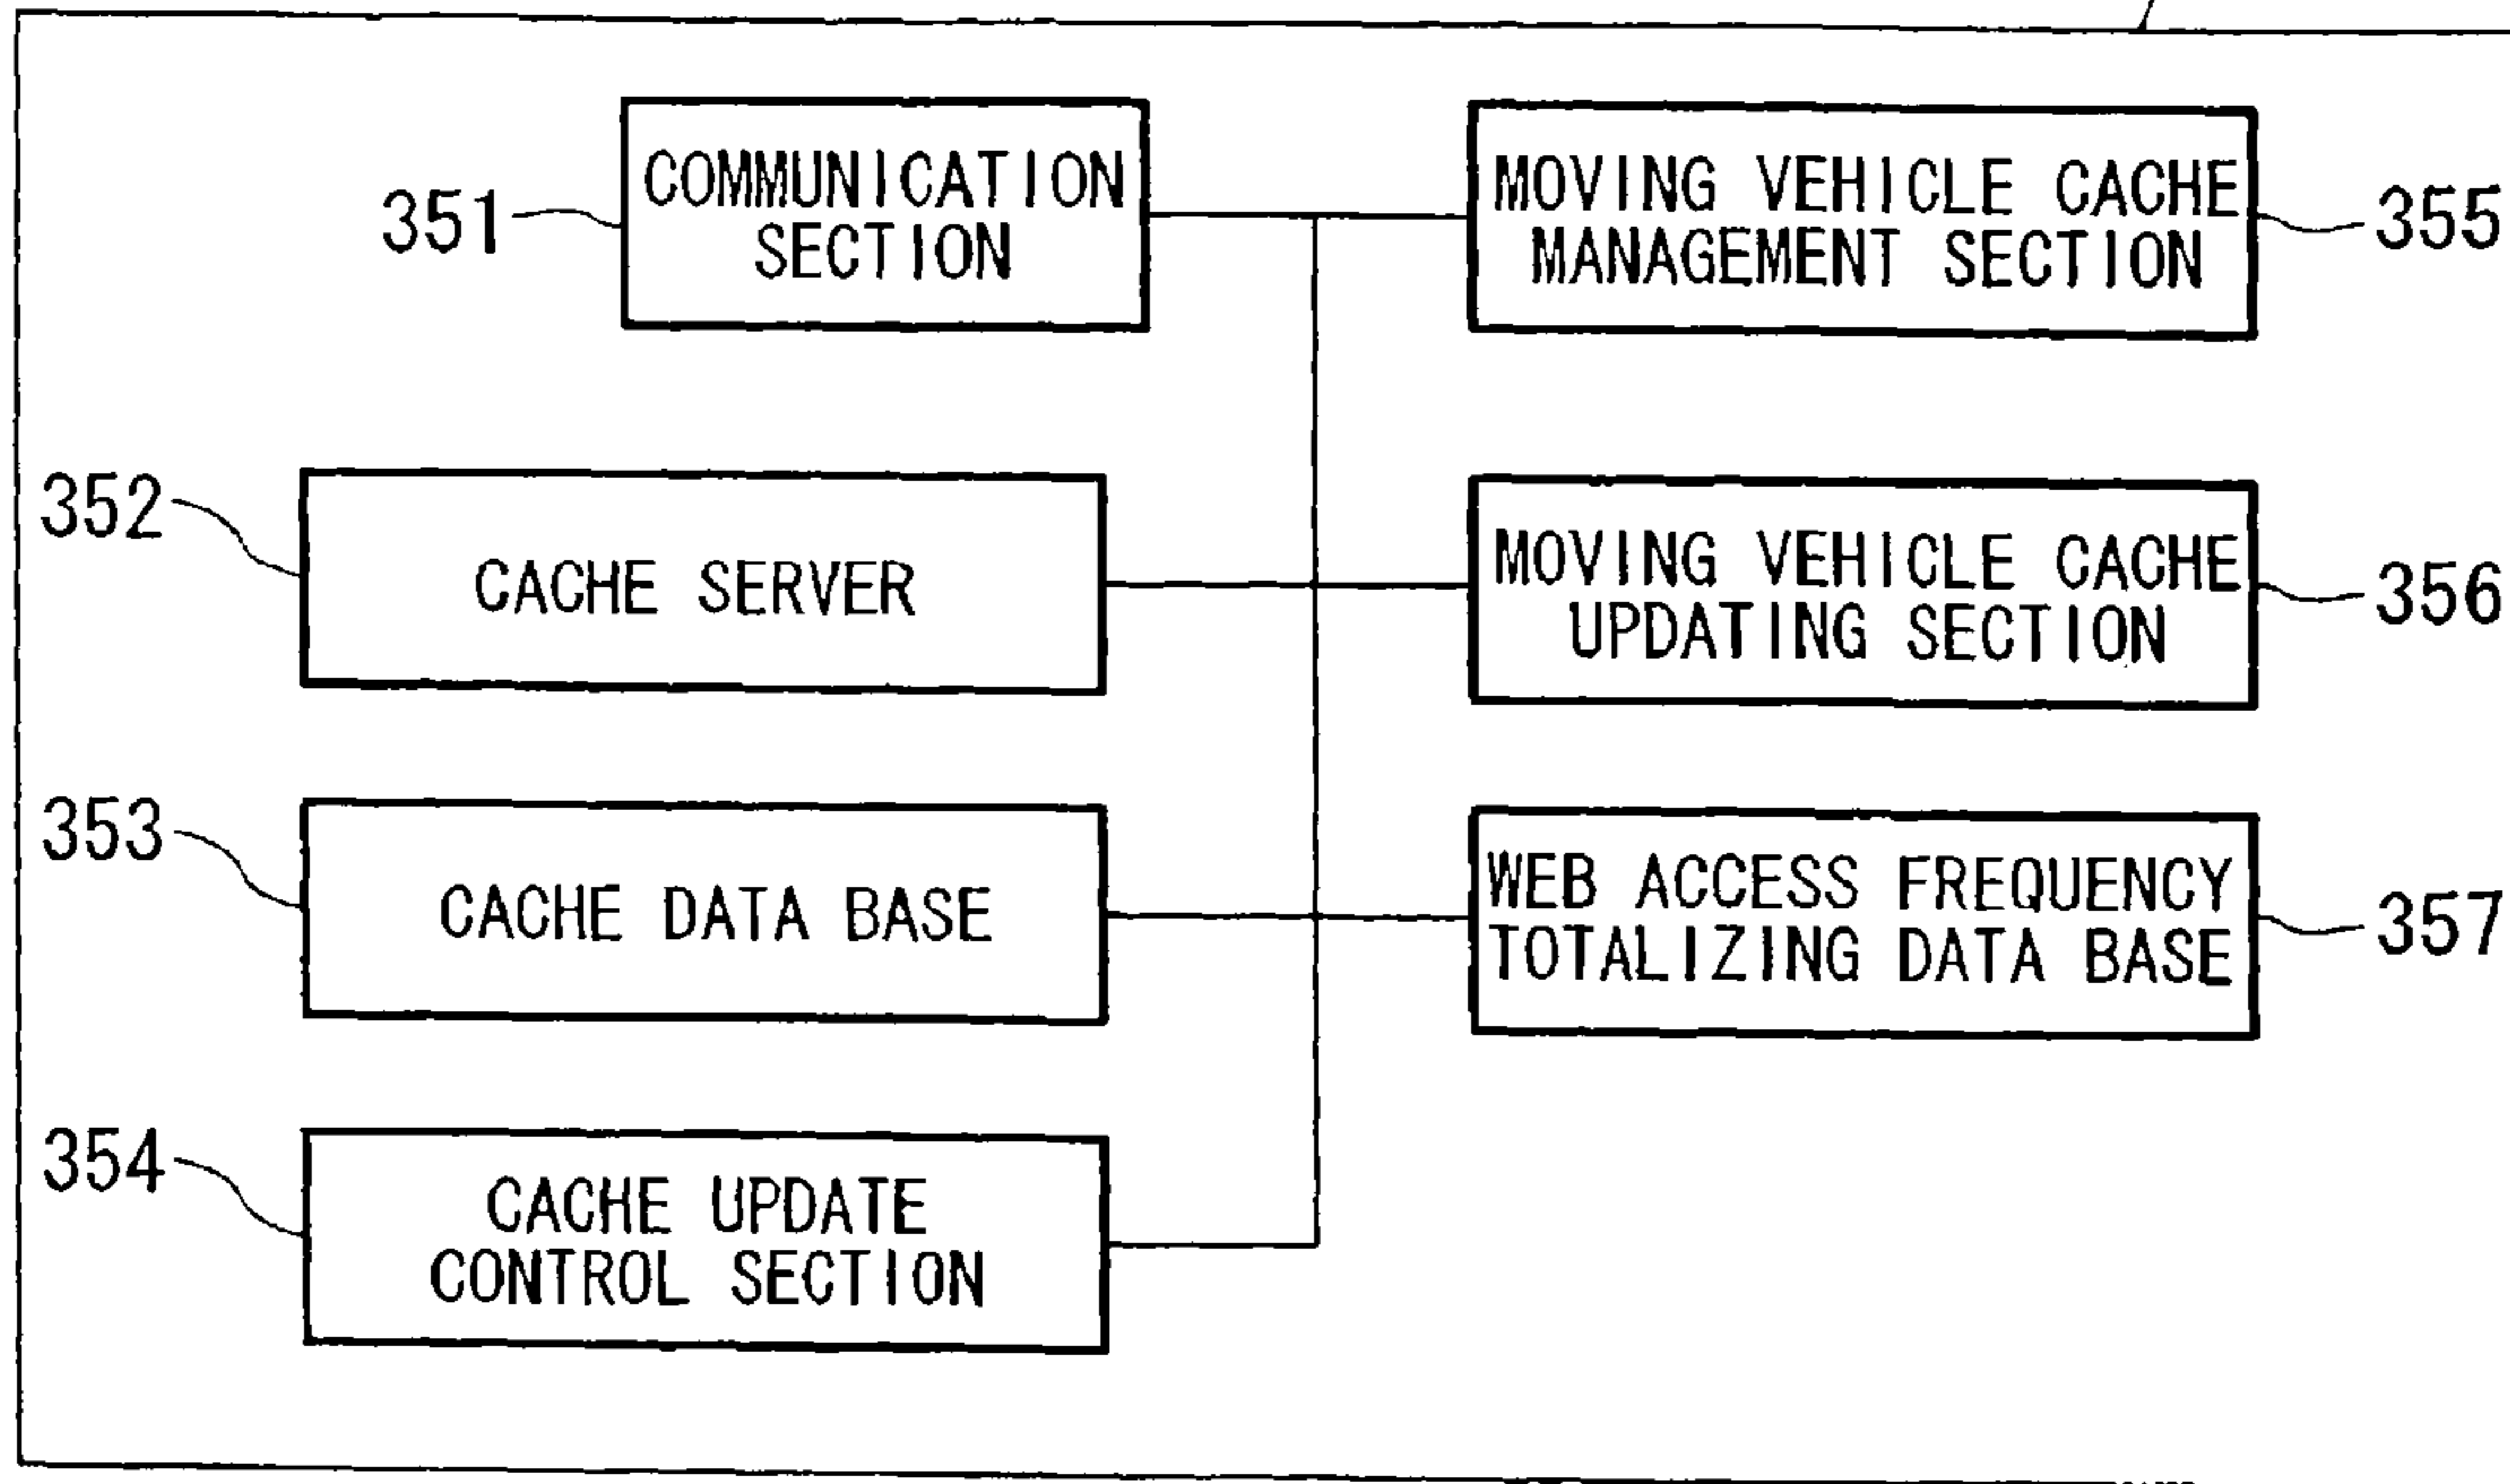 351
COMMUNICATION
SECTION
MOVING VEHICLE CACHE
MANAGEMENT SECTION
355
352
CACHE SERVER
MOVING VEHICLE CACHE
UPDATING SECTION
356
353
CACHE DATA BASE
WEB ACCESS FREQUENCY
TOTALIZING DATA BASE
357
354
CACHE UPDATE
CONTROL SECTION